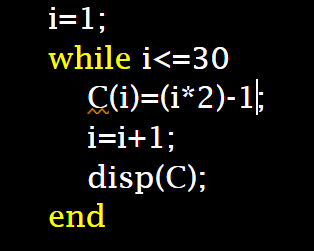 i=1;
while i<=30
C(i)=(i*2)-1;
i=i+1;
disp(C);
end